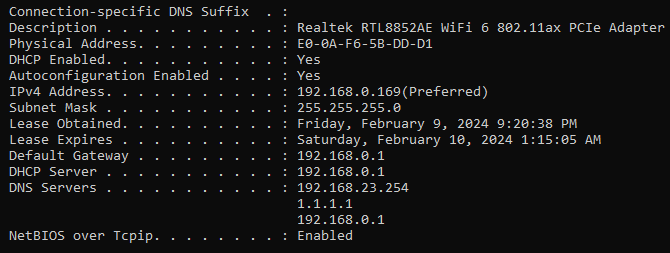 Connection-specific DNS Suffix  . :
Description . . . . . . . . . . . : Realtek RTL8852AE WiFi 6 802.11ax PCIe Adapter
Physical Address. . . . . . . . . : E0-0A-F6-5B-DD-D1
DHCP Enabled. . . . . . . . . . . : Yes
Autoconfiguration Enabled . . . . : Yes
IPv4 Address. . . . . . . . . . . : 192.168.0.169(Preferred)
Subnet Mask . . . . . . . . . . . : 255.255.255.0
Lease Obtained. . . . . . . . . . : Friday, February 9, 2024 9:20:38 PM
Lease Expires . . . . . . . . . . : Saturday, February 10, 2024 1:15:05 AM
Default Gateway . . . . . . . . . : 192.168.0.1
DHCP Server . . . . . . . . . . . : 192.168.0.1
DNS Servers . . . . . . . . . . . : 192.168.23.254
                                    1.1.1.1
                                    192.168.0.1
NetBIOS over Tcpip. . . . . . . . : Enabled